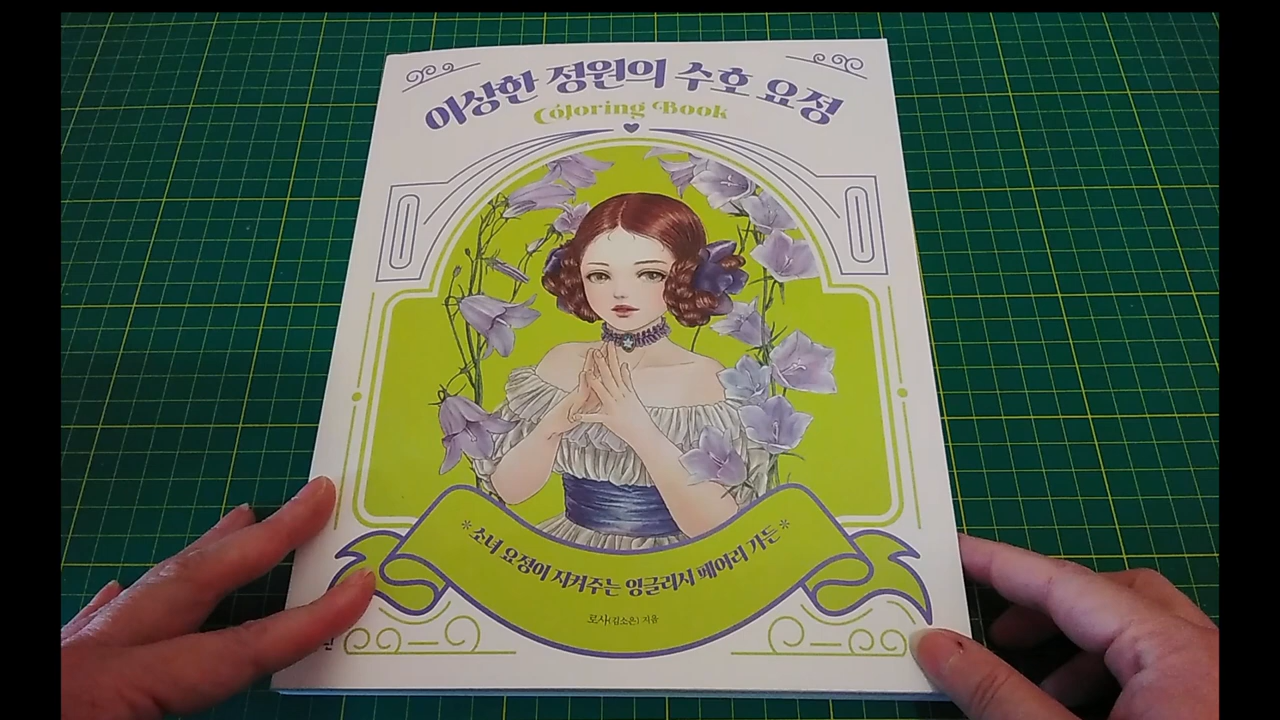 이상한 정원의 수호 요정
Coloring Book
*소녀 요정이 지켜주는 잉글리시 페어리 가든*
로사(김소은) 지음